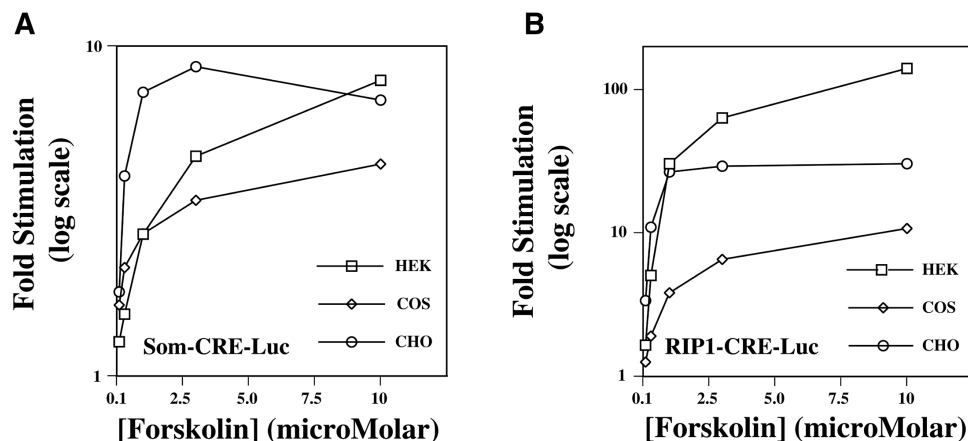 A
10
1
Fold Stimulation
(log scale)
HEK
COS
CHO
Som-CRE-Luc
0.1 2.5 5.0 7.5 10
[Forskolin] (microMolar)
B
100
10
1
Fold Stimulation
(log scale)
HEK
COS
CHO
RIP1-CRE-Luc
0.1 2.5 5.0 7.5 10
[Forskolin] (microMolar)